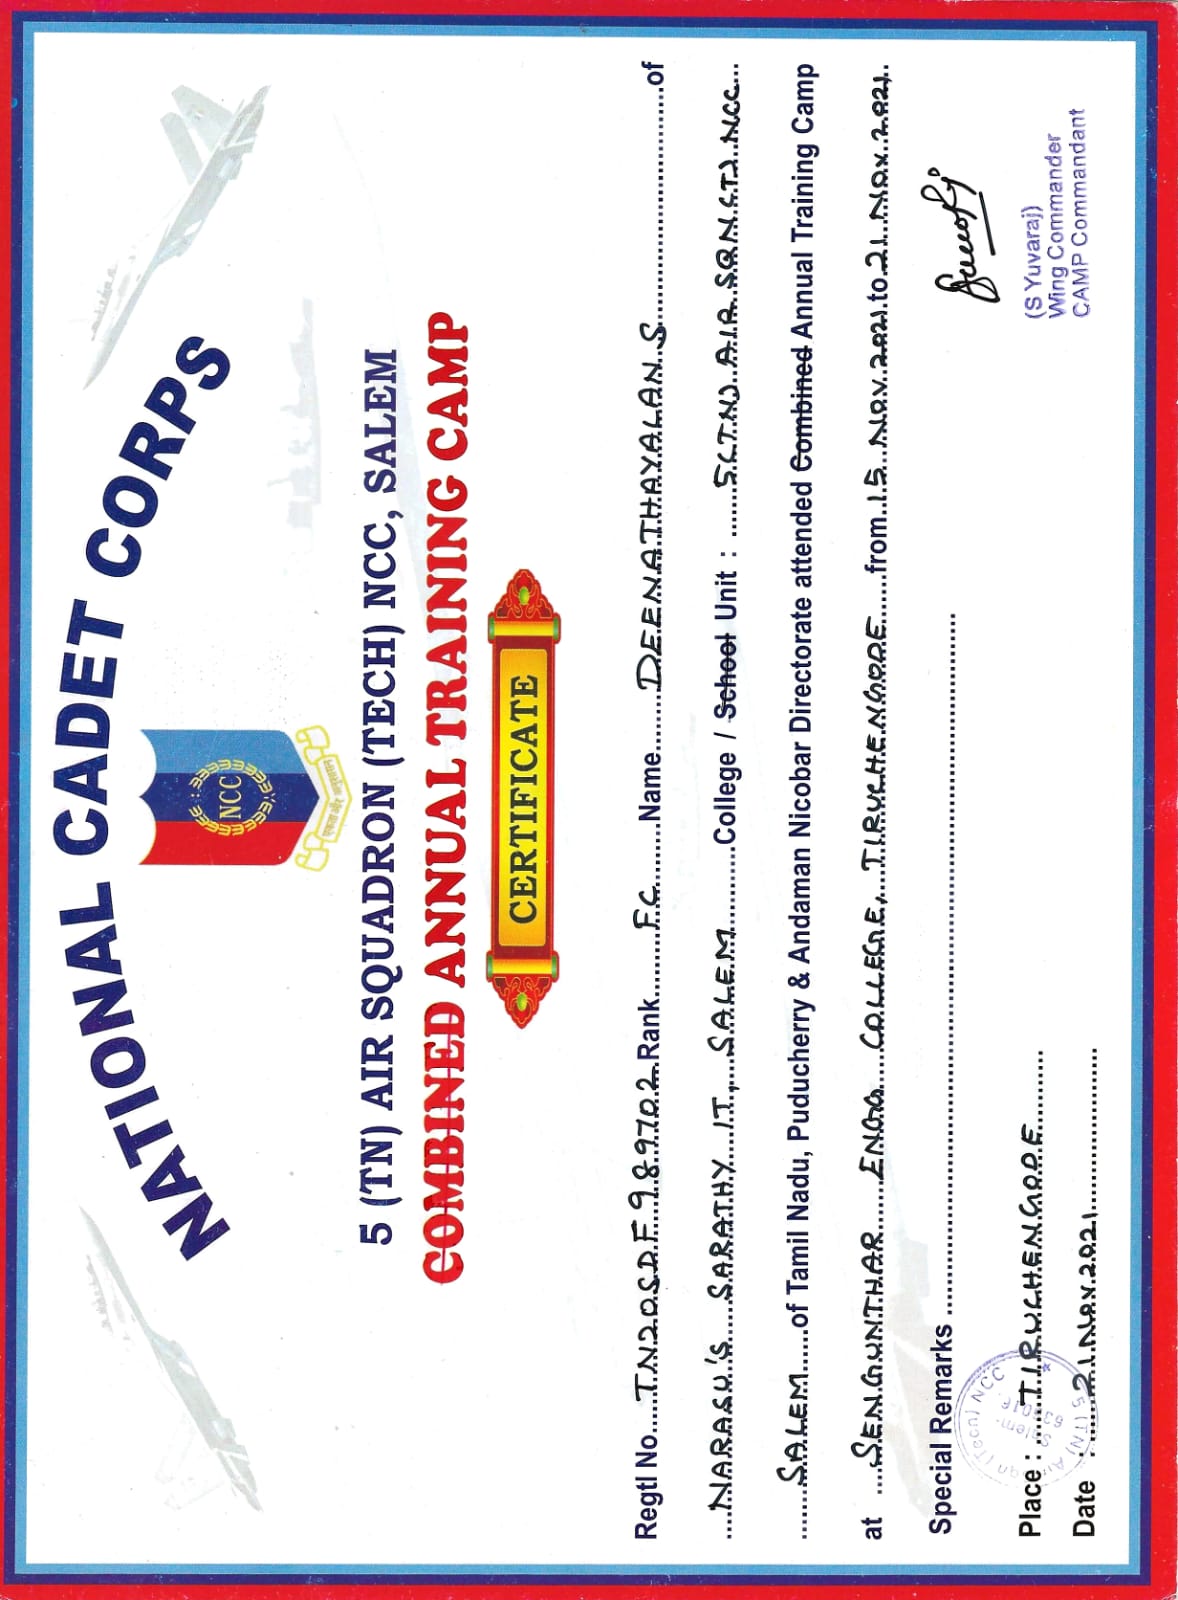 NATIONAL CADET CORPS
NCC
एकता और अनुशासन
5 (TN) AIR SQUADRON (TECH) NCC, SALEM
COMBINED ANNUAL TRAINING CAMP
CERTIFICATE
Regtl No.....TN20SDF989702.Rank........FC........Name.......DEENATHAYALAN.S..............................of
....NARASU'S SARATHY IT., SALEM...........College / School Unit : ......5(TN) AIR SQN (T) NCC...
.......SALEM......of Tamil Nadu, Puducherry & Andaman Nicobar Directorate attended Combined Annual Training Camp
at ....SENGUNTHAR ENGG COLLEGE, TIRUCHENGODE......from..15 NOV 2021.to.21 NOV 2021..
Special Remarks ..........................................................................................
5 (TN) Air Sqn (Tech) NCC
Salem-
Place : .....TIRUCHENGODE...........
Date : .......21 NOV 2021.......................
(S Yuvaraj)
Wing Commander
CAMP Commandant